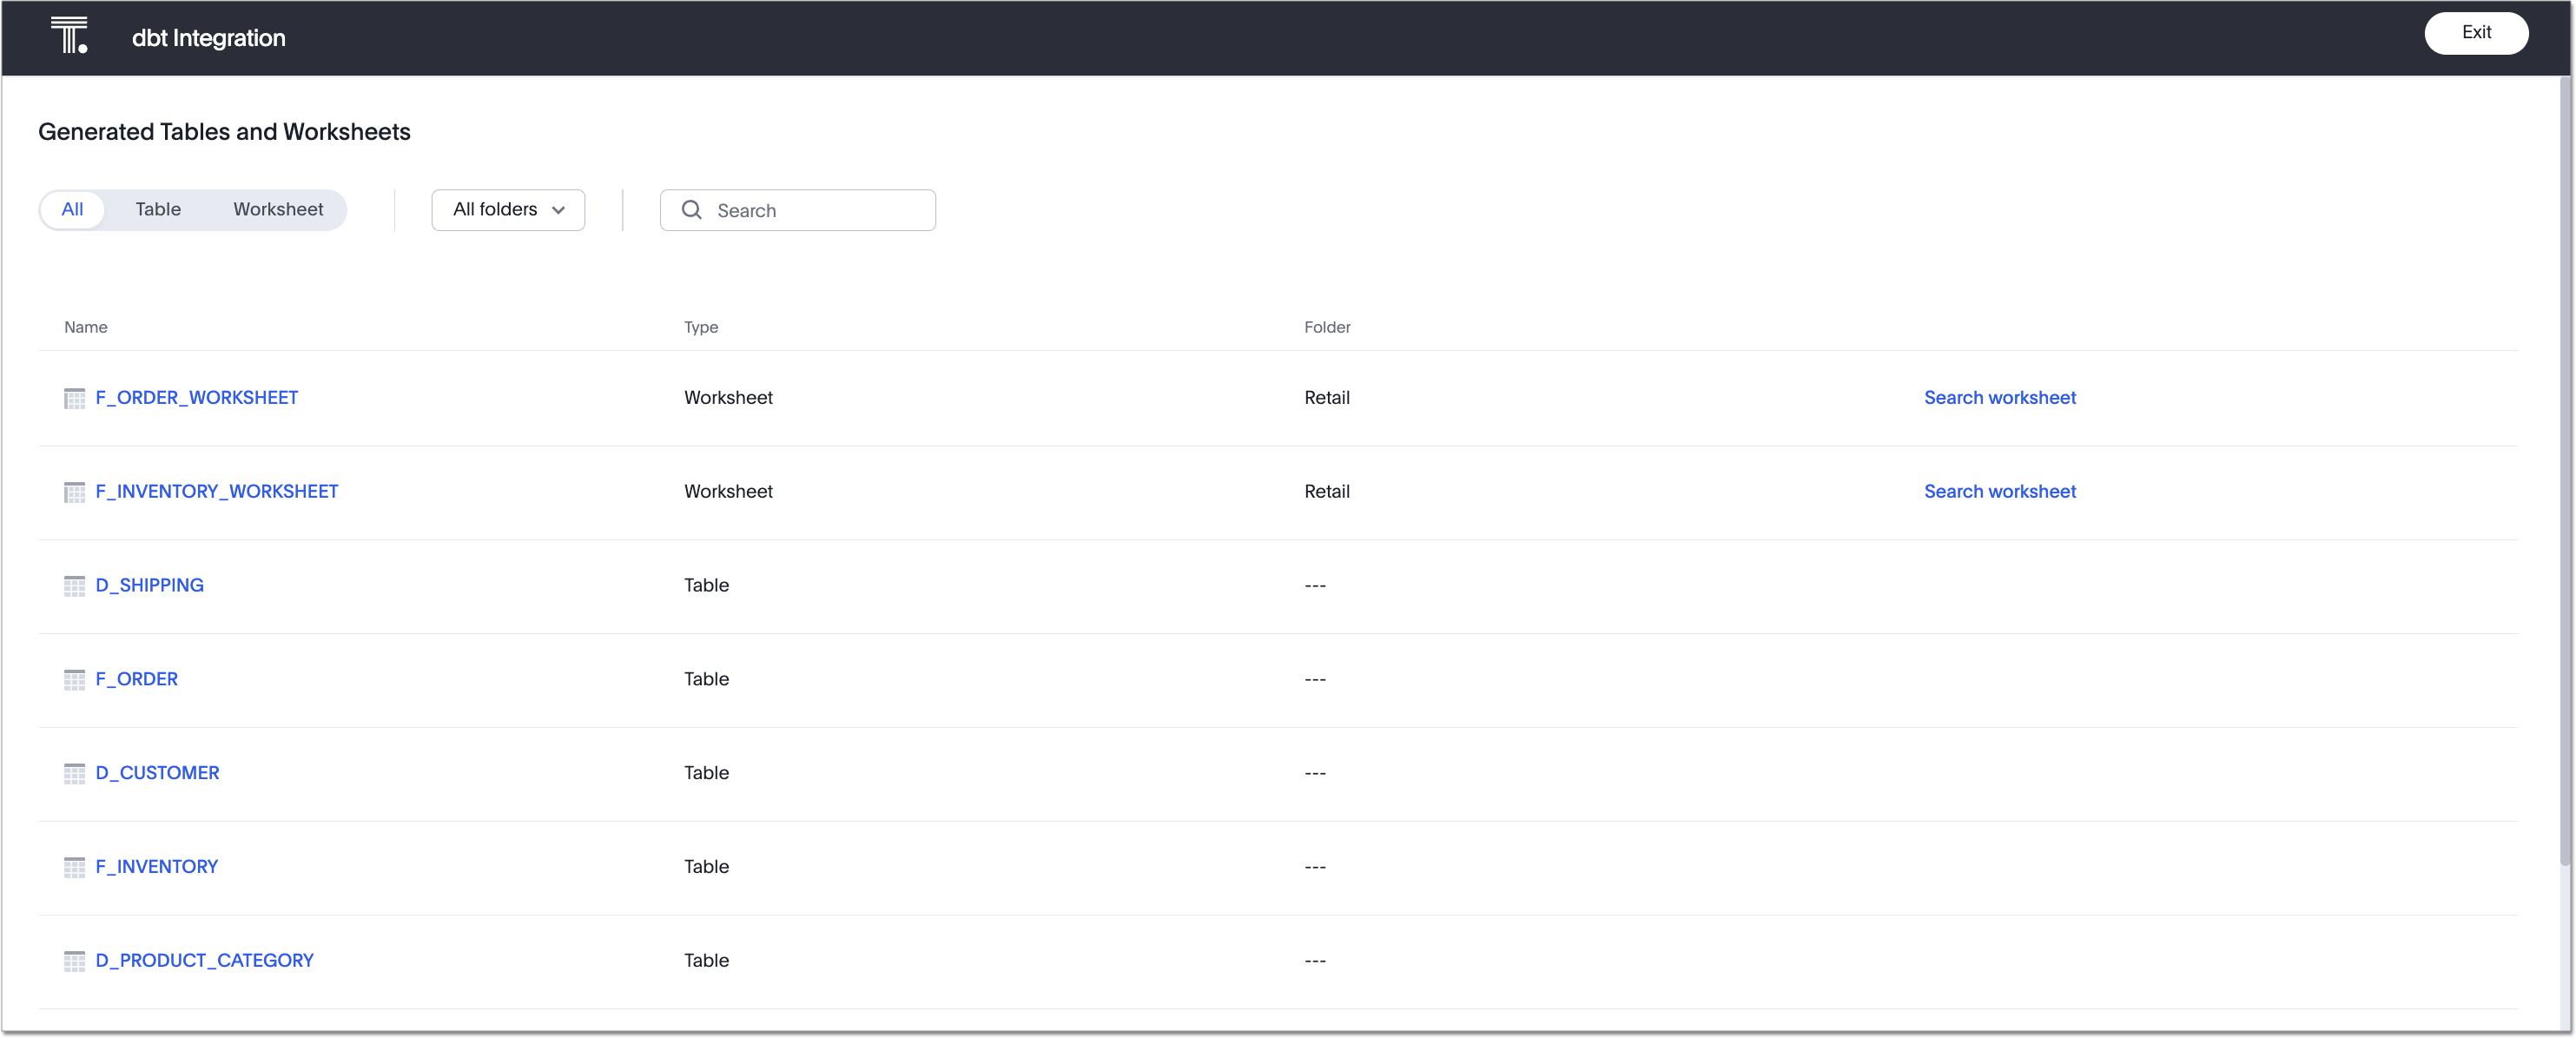 dbt Integration
Exit
Generated Tables and Worksheets
All Table Worksheet All folders Search
Name Type Folder
F_ORDER_WORKSHEET Worksheet Retail Search worksheet
F_INVENTORY_WORKSHEET Worksheet Retail Search worksheet
D_SHIPPING Table ---
F_ORDER Table ---
D_CUSTOMER Table ---
F_INVENTORY Table ---
D_PRODUCT_CATEGORY Table ---